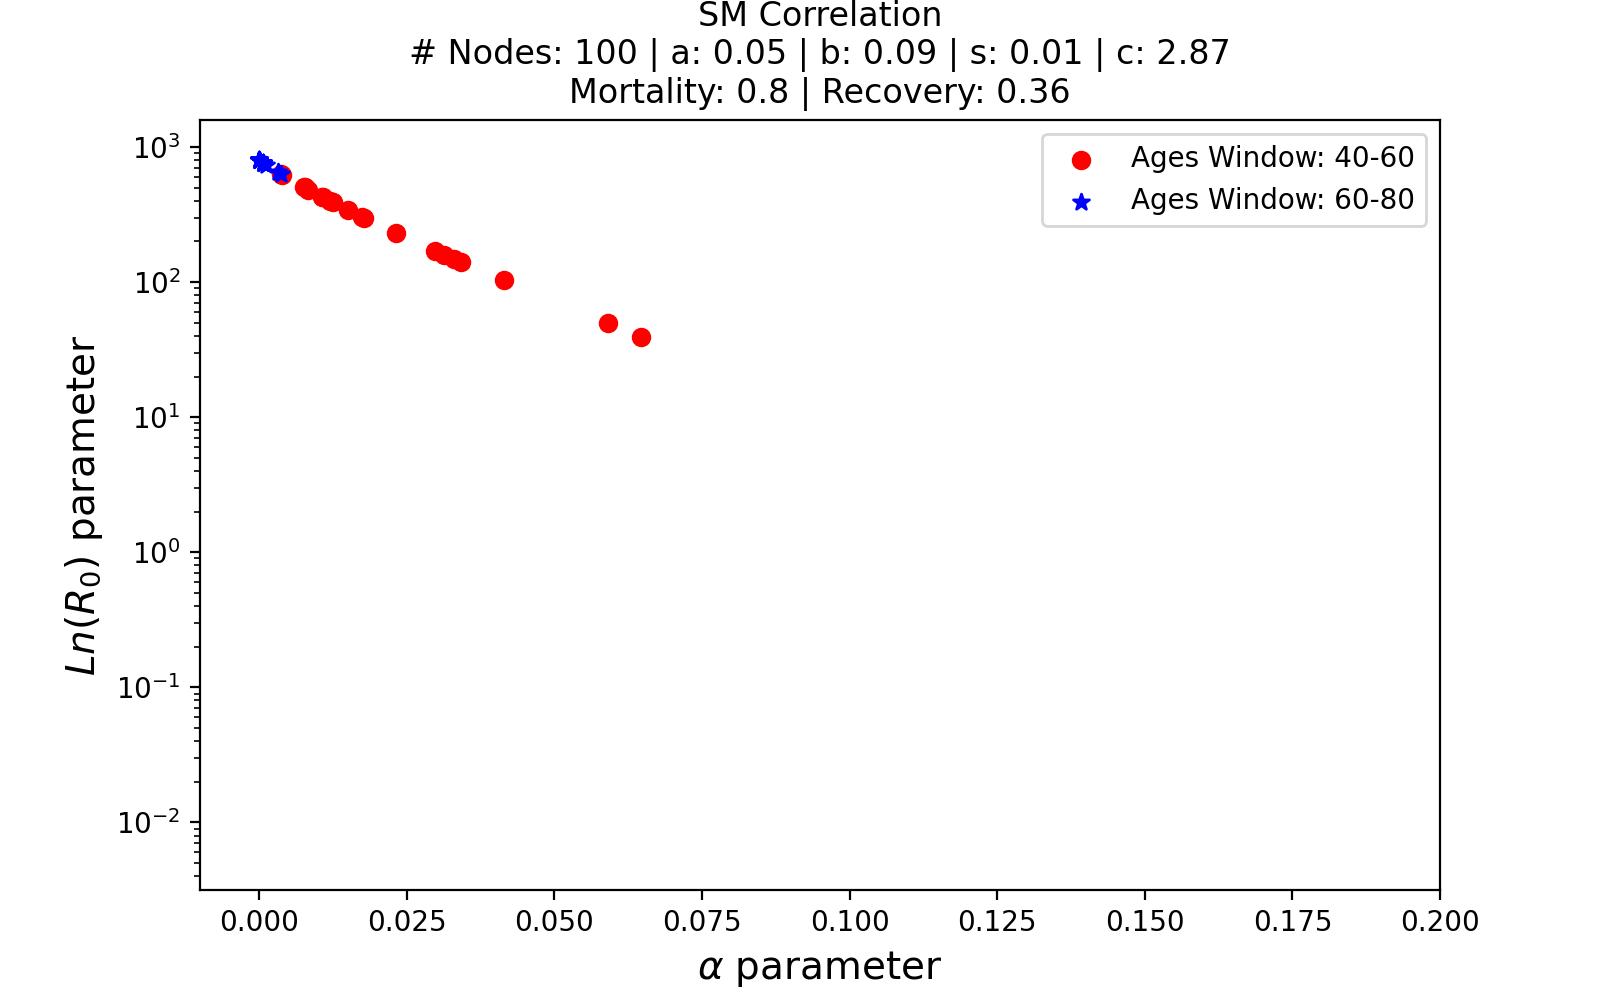 SM Correlation
# Nodes: 100 | a: 0.05 | b: 0.09 | s: 0.01 | c: 2.87
Mortality: 0.8 | Recovery: 0.36
Ages Window: 40-60
Ages Window: 60-80
Ln(R₀) parameter
10³
10²
10¹
10⁰
10⁻¹
10⁻²
0.000 0.025 0.050 0.075 0.100 0.125 0.150 0.175 0.200
α parameter